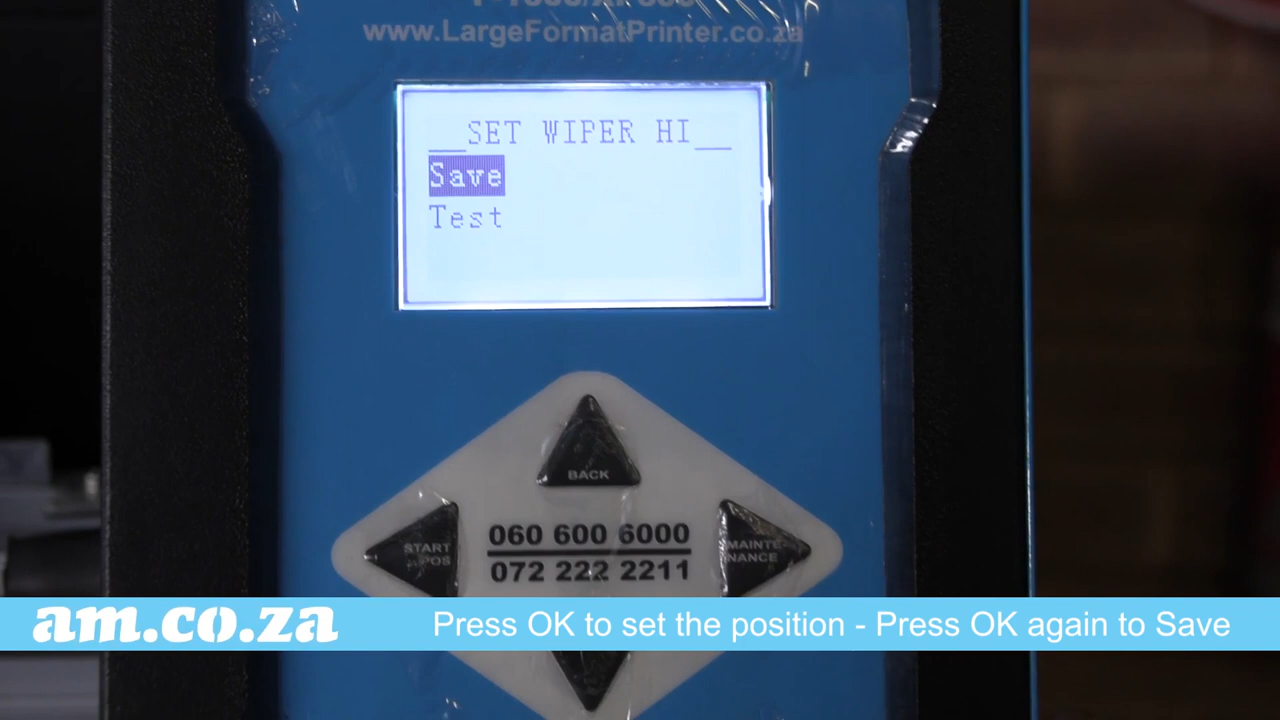 www.LargeFormatPrinter.co.za
__SET WIPER HI__
Save
Test
BACK
START
060 600 6000
MAINTE-
NANCE
072 222 2211
am.co.za
Press OK to set the position - Press OK again to Save